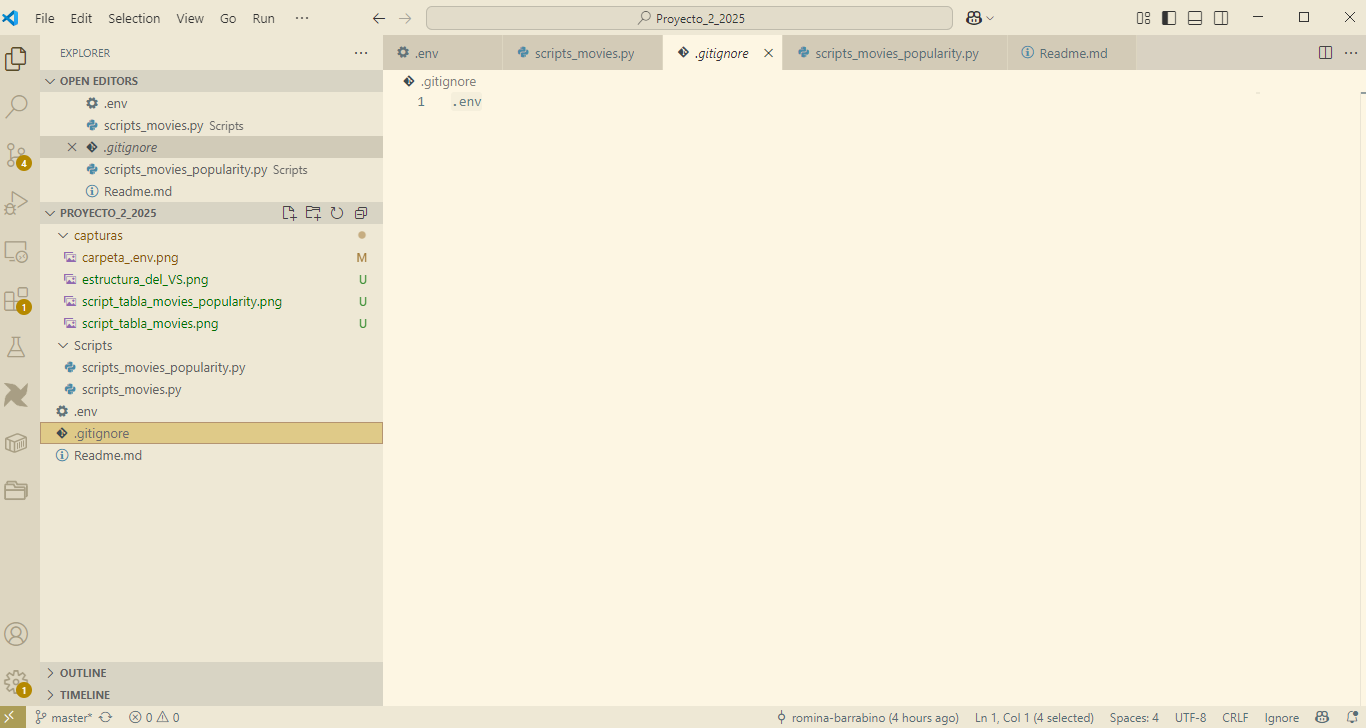 File Edit Selection View Go Run ··· Proyecto_2_2025
EXPLORER ···
.env scripts_movies.py .gitignore scripts_movies_popularity.py Readme.md ···
OPEN EDITORS
.env
scripts_movies.py Scripts
.gitignore
scripts_movies_popularity.py Scripts
Readme.md
PROYECTO_2_2025
capturas
carpeta_.env.png M
estructura_del_VS.png U
script_tabla_movies_popularity.png U
script_tabla_movies.png U
Scripts
scripts_movies_popularity.py
scripts_movies.py
.env
.gitignore
Readme.md
OUTLINE
TIMELINE
4
1
1
.gitignore
1 .env
master* 0 0 romina-barrabino (4 hours ago) Ln 1, Col 1 (4 selected) Spaces: 4 UTF-8 CRLF Ignore